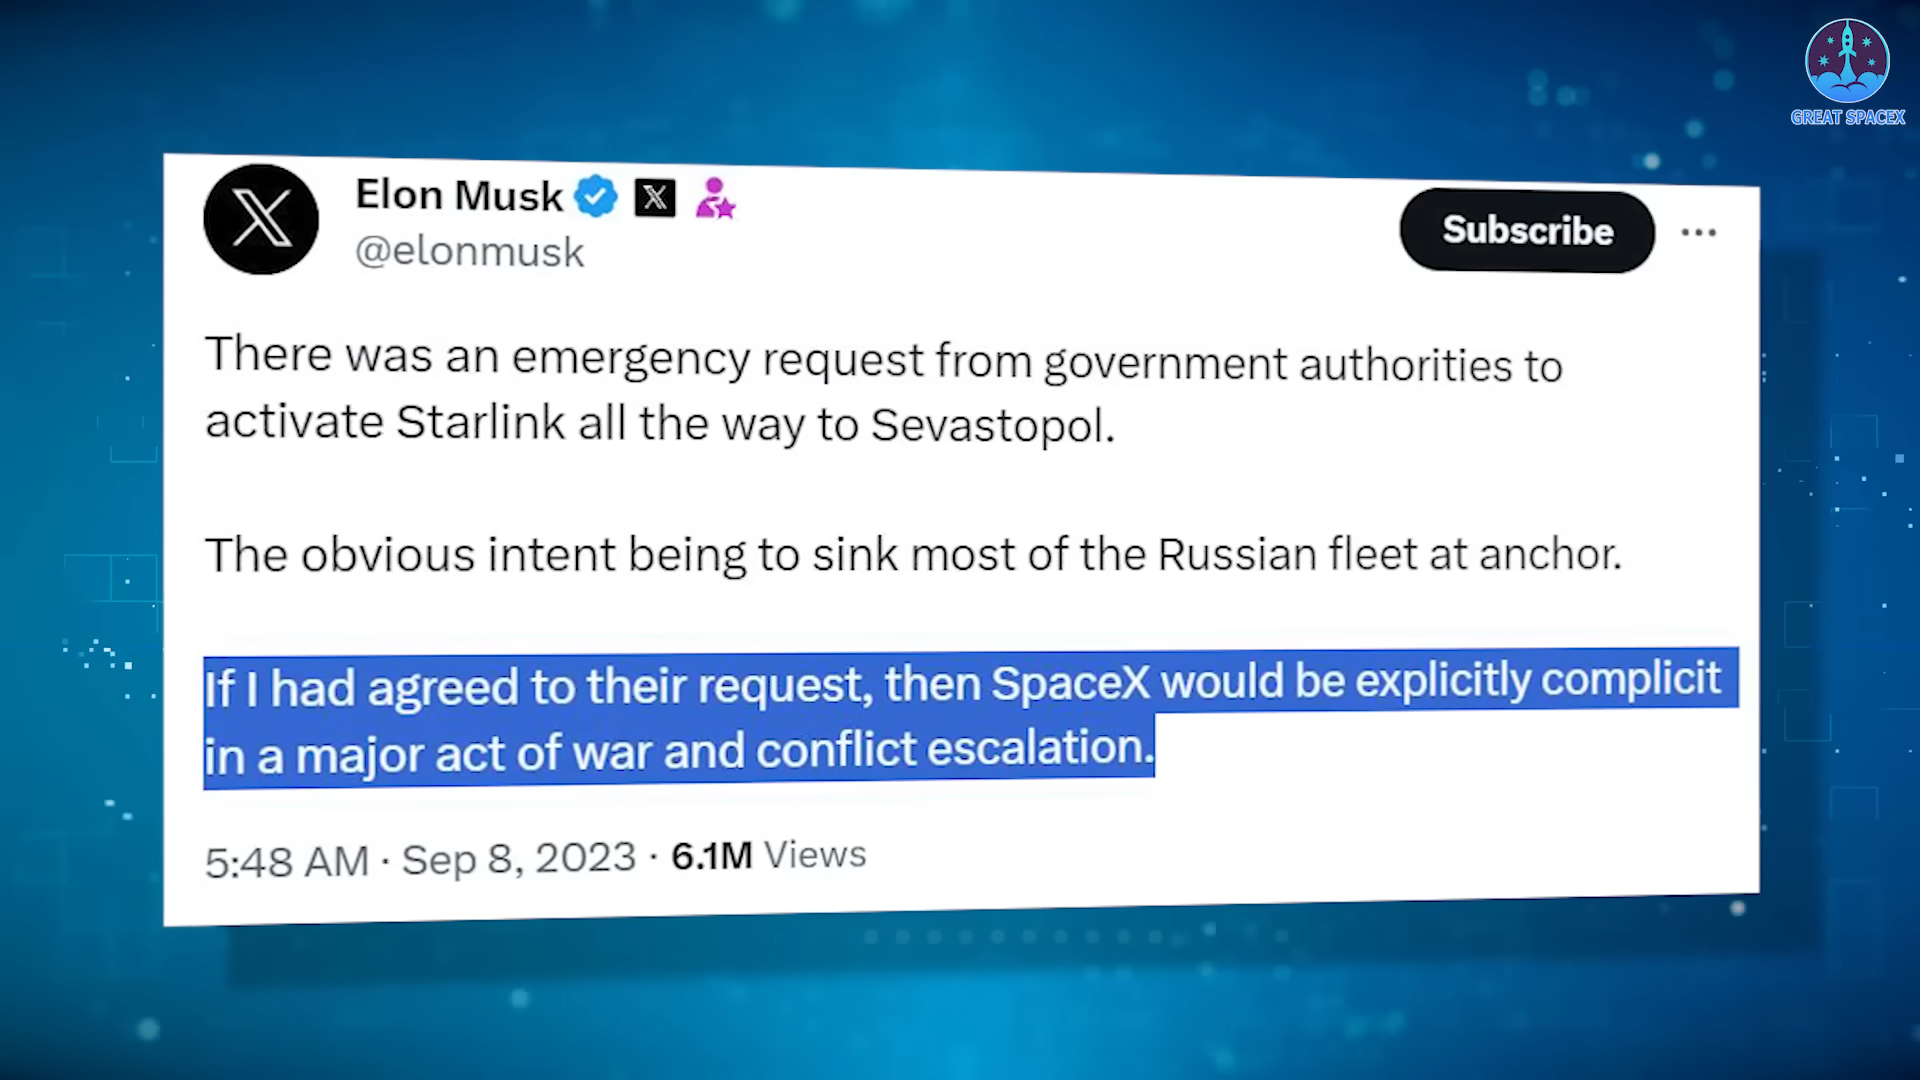 GREAT SPACEX
Elon Musk
@elonmusk
Subscribe
There was an emergency request from government authorities to
activate Starlink all the way to Sevastopol.
The obvious intent being to sink most of the Russian fleet at anchor.
If I had agreed to their request, then SpaceX would be explicitly complicit
in a major act of war and conflict escalation.
5:48 AM · Sep 8, 2023 · 6.1M Views